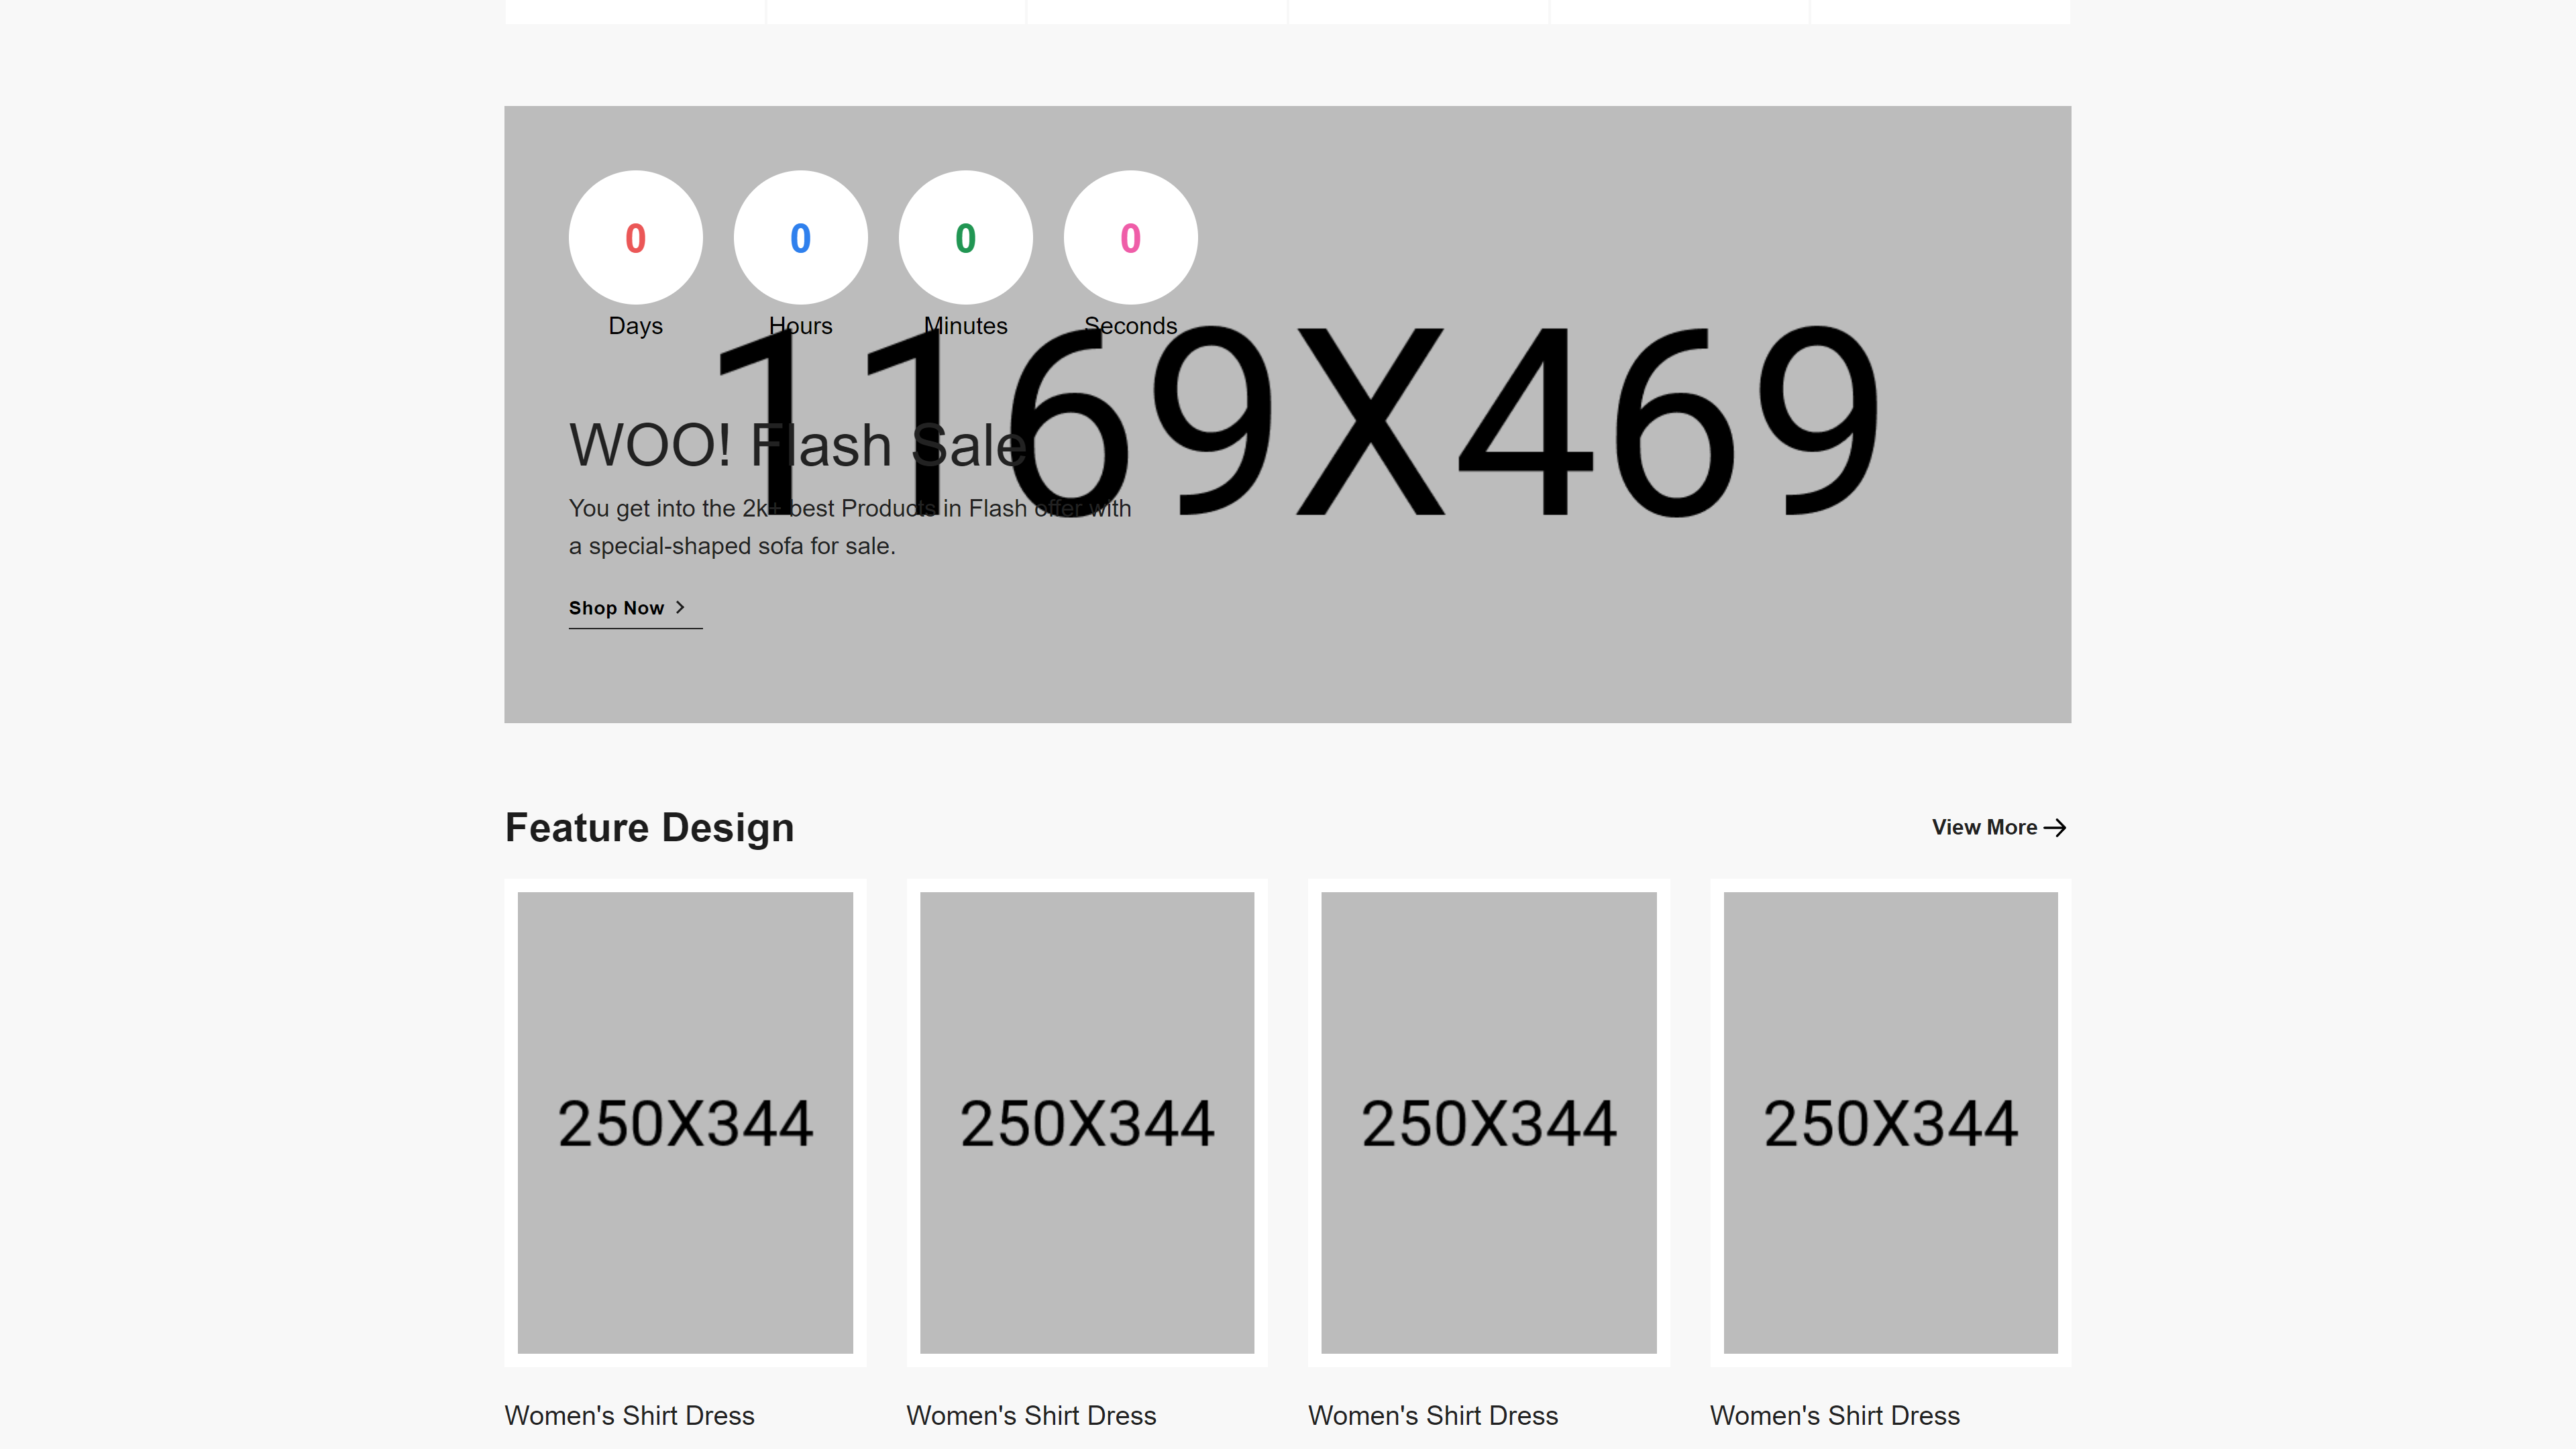 0 0 0 0
Days Hours Minutes Seconds
1169X469
WOO! Flash Sale
You get into the 2k+ best Products in Flash offer with
a special-shaped sofa for sale.
Shop Now
Feature Design
View More
250X344 250X344 250X344 250X344
Women's Shirt Dress Women's Shirt Dress Women's Shirt Dress Women's Shirt Dress